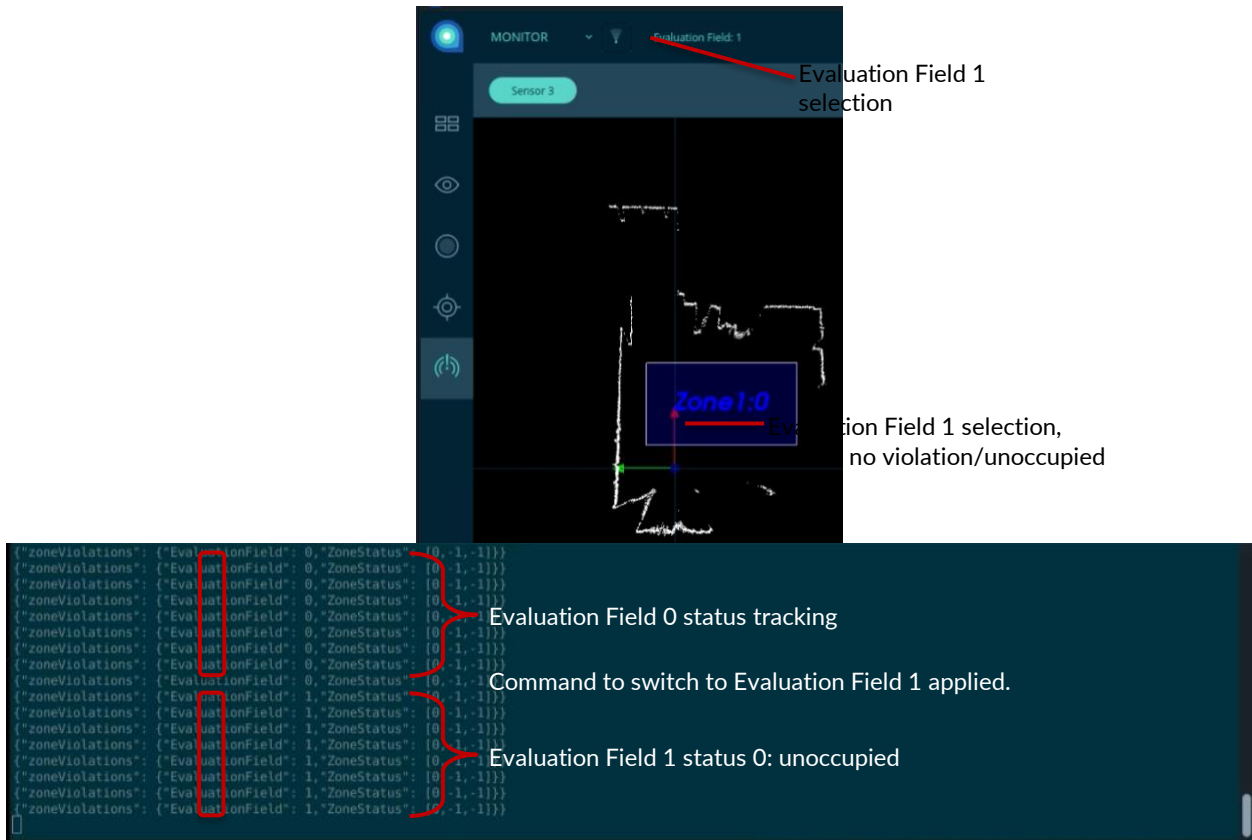 MONITOR
Evaluation Field: 1
Evaluation Field 1
selection
Sensor 3
Zone1:0
Evaluation Field 1 selection,
no violation/unoccupied
{"zoneViolations": {"EvaluationField": 0,"ZoneStatus": [0,-1,-1]}}
{"zoneViolations": {"EvaluationField": 0,"ZoneStatus": [0,-1,-1]}}
{"zoneViolations": {"EvaluationField": 0,"ZoneStatus": [0,-1,-1]}}
{"zoneViolations": {"EvaluationField": 0,"ZoneStatus": [0,-1,-1]}}
{"zoneViolations": {"EvaluationField": 0,"ZoneStatus": [0,-1,-1]}}
{"zoneViolations": {"EvaluationField": 0,"ZoneStatus": [0,-1,-1]}}
{"zoneViolations": {"EvaluationField": 0,"ZoneStatus": [0,-1,-1]}}
{"zoneViolations": {"EvaluationField": 0,"ZoneStatus": [0,-1,-1]}}
Evaluation Field 0 status tracking
Command to switch to Evaluation Field 1 applied.
{"zoneViolations": {"EvaluationField": 1,"ZoneStatus": [0,-1,-1]}}
{"zoneViolations": {"EvaluationField": 1,"ZoneStatus": [0,-1,-1]}}
{"zoneViolations": {"EvaluationField": 1,"ZoneStatus": [0,-1,-1]}}
{"zoneViolations": {"EvaluationField": 1,"ZoneStatus": [0,-1,-1]}}
{"zoneViolations": {"EvaluationField": 1,"ZoneStatus": [0,-1,-1]}}
{"zoneViolations": {"EvaluationField": 1,"ZoneStatus": [0,-1,-1]}}
{"zoneViolations": {"EvaluationField": 1,"ZoneStatus": [0,-1,-1]}}
{"zoneViolations": {"EvaluationField": 1,"ZoneStatus": [0,-1,-1]}}
{"zoneViolations": {"EvaluationField": 1,"ZoneStatus": [0,-1,-1]}}
Evaluation Field 1 status 0: unoccupied